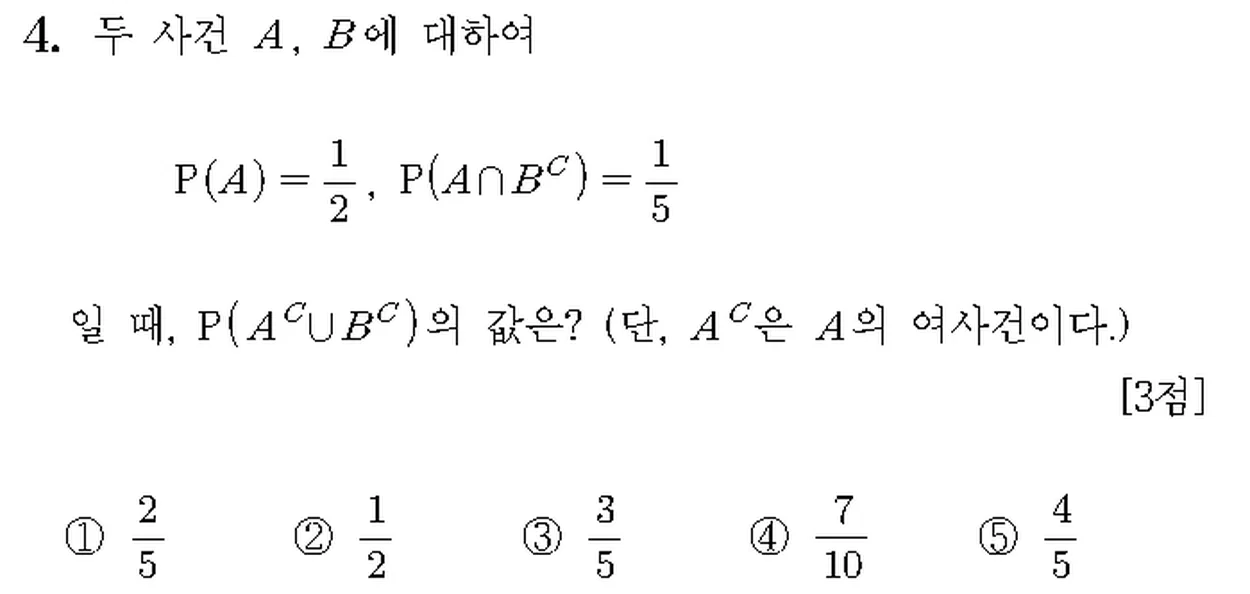 4. 두 사건 A, B에 대하여
P(A) = 1/2, P(A∩B^C) = 1/5
일 때, P(A^C∪B^C)의 값은? (단, A^C은 A의 여사건이다.)
[3점]
① 2/5 ② 1/2 ③ 3/5 ④ 7/10 ⑤ 4/5